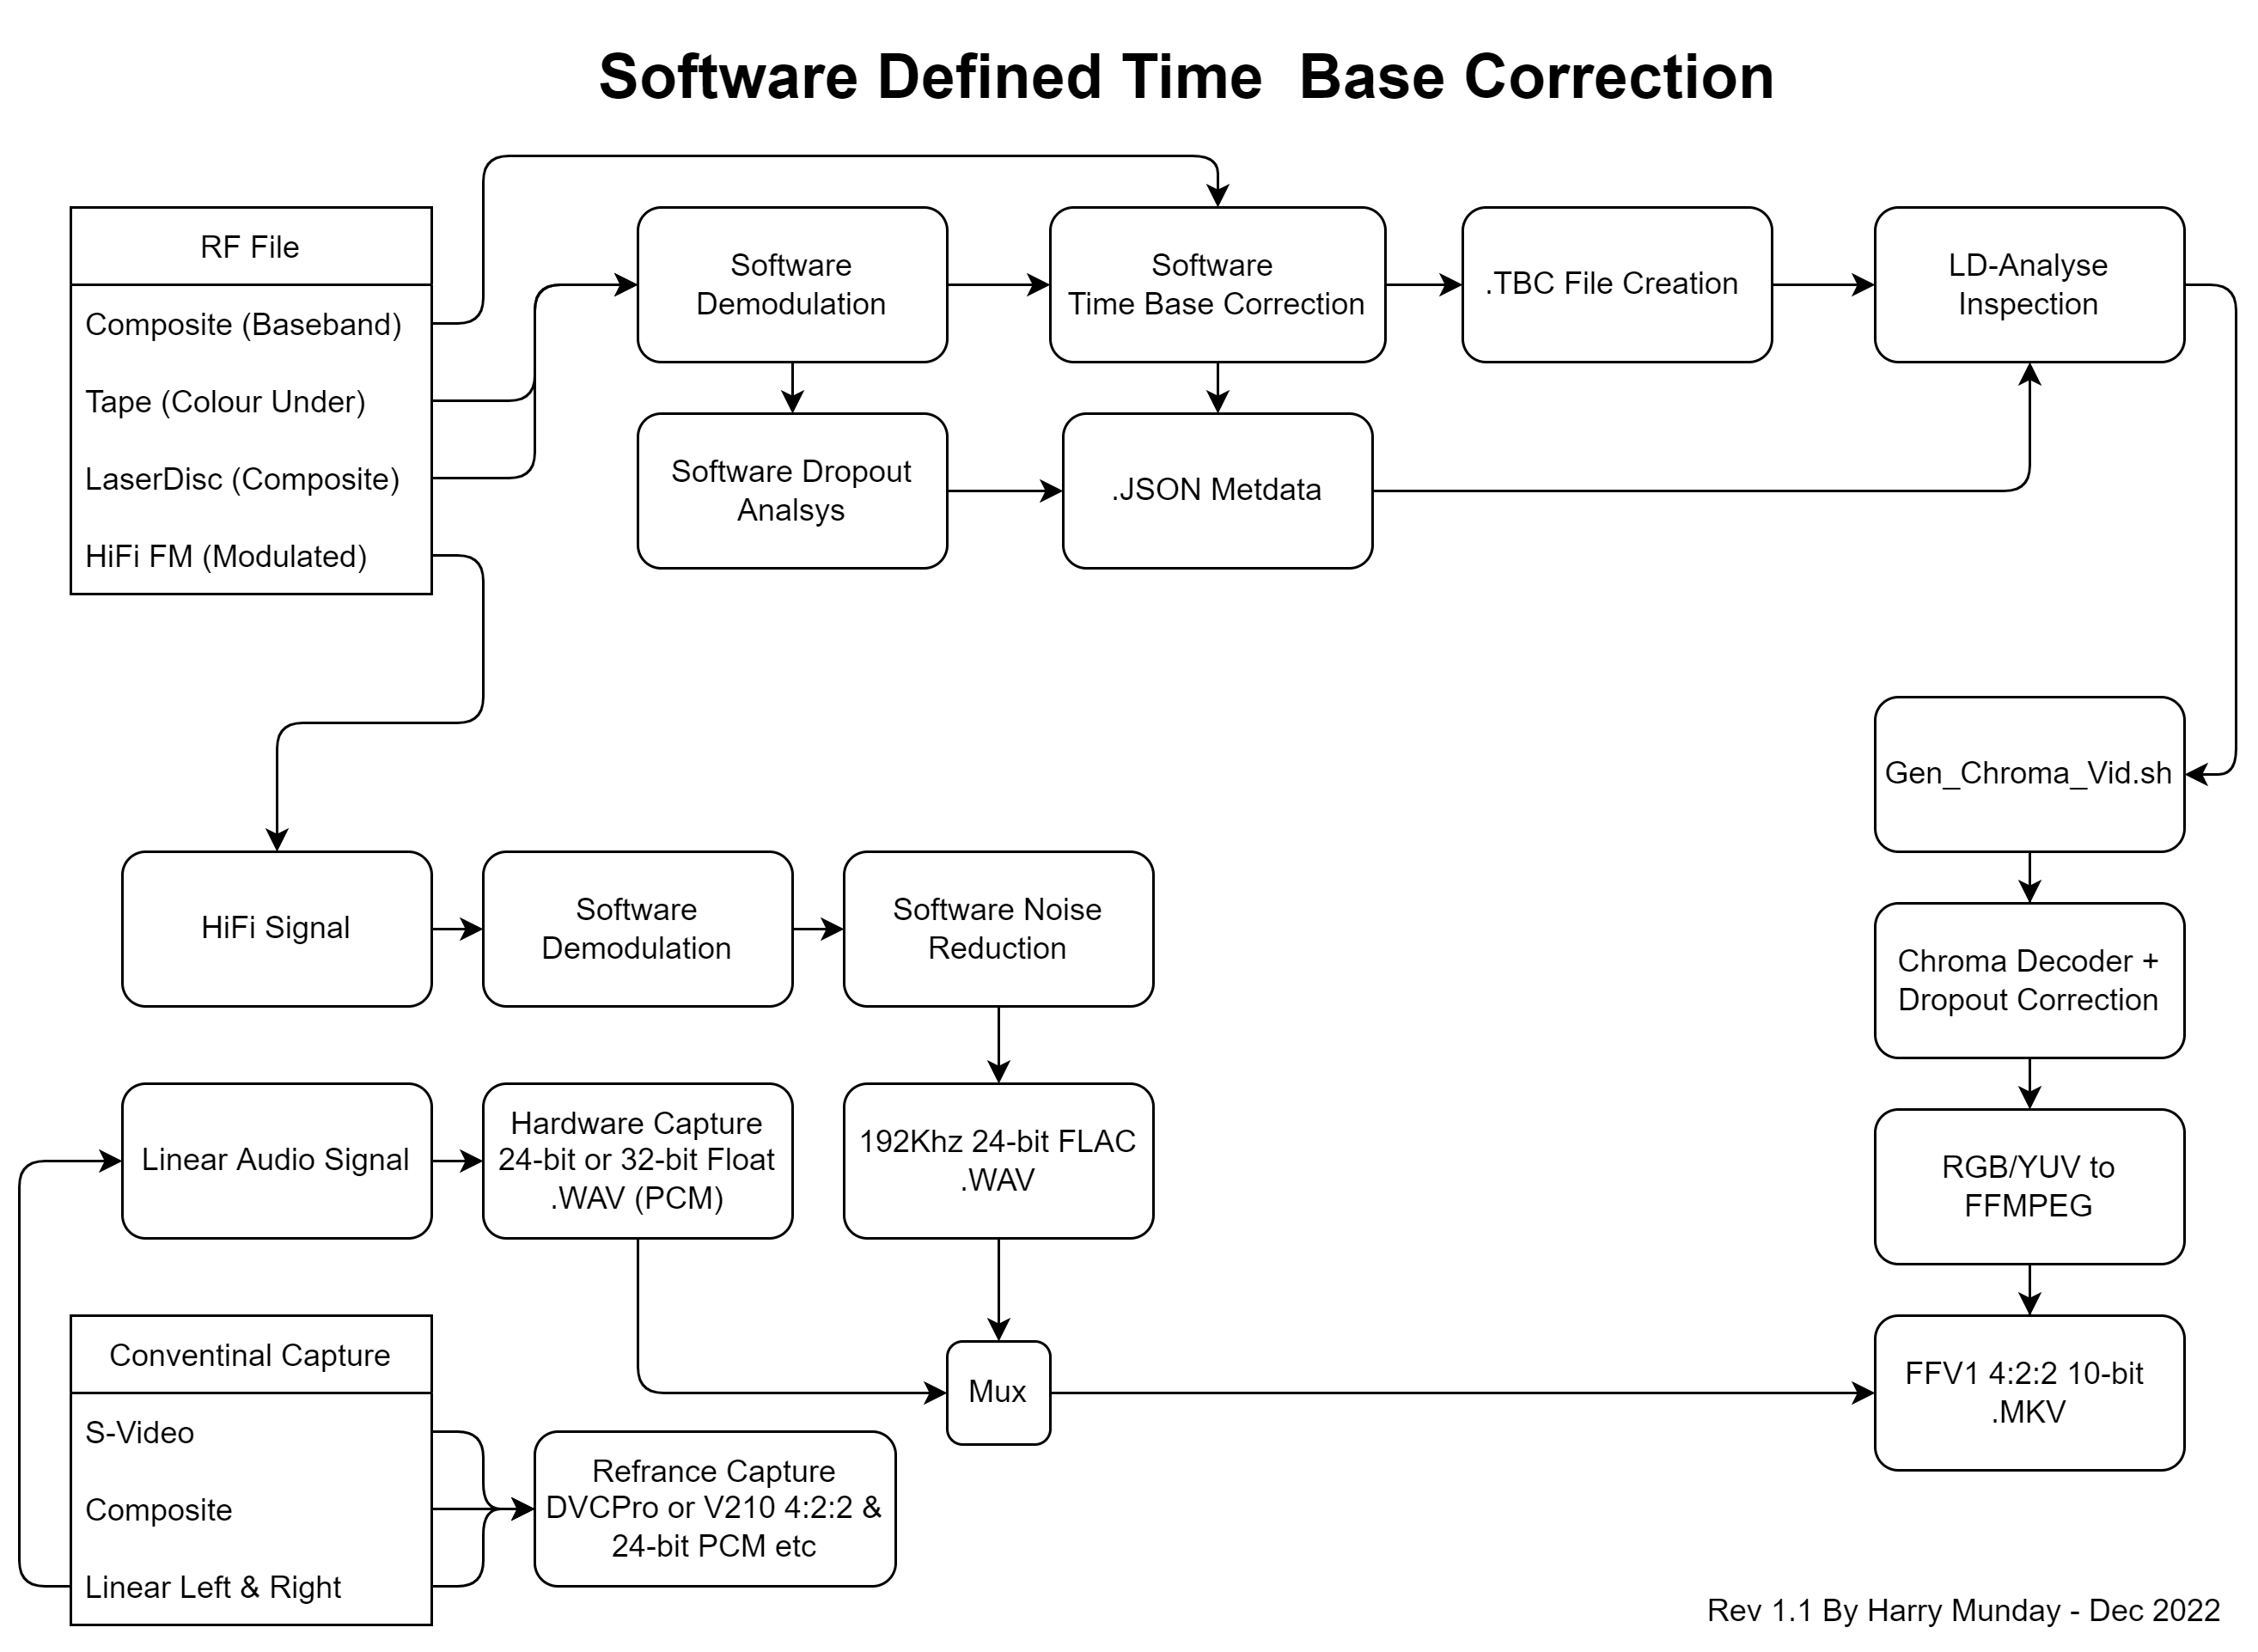 Software Defined Time  Base Correction
RF File
Composite (Baseband)
Tape (Colour Under)
LaserDisc (Composite)
HiFi FM (Modulated)
Software
Demodulation
Software
Time Base Correction
.TBC File Creation
LD-Analyse
Inspection
Software Dropout
Analsys
.JSON Metdata
Gen_Chroma_Vid.sh
Chroma Decoder +
Dropout Correction
RGB/YUV to
FFMPEG
FFV1 4:2:2 10-bit
.MKV
HiFi Signal
Software
Demodulation
Software Noise
Reduction
192Khz 24-bit FLAC
.WAV
Linear Audio Signal
Hardware Capture
24-bit or 32-bit Float
.WAV (PCM)
Mux
Conventinal Capture
S-Video
Composite
Linear Left & Right
Refrance Capture
DVCPro or V210 4:2:2 &
24-bit PCM etc
Rev 1.1 By Harry Munday - Dec 2022